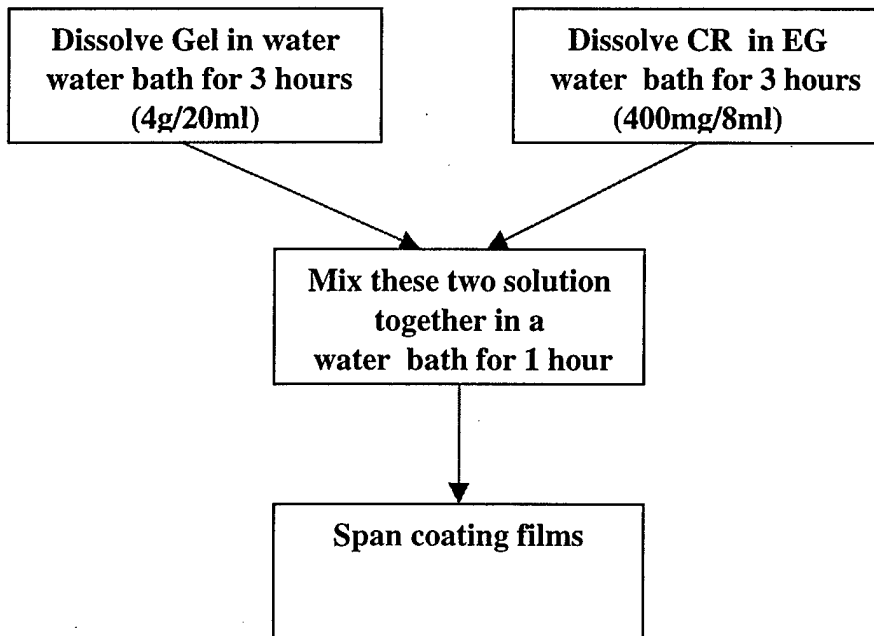 Dissolve Gel in water
water bath for 3 hours
(4g/20ml)
Dissolve CR in EG
water bath for 3 hours
(400mg/8ml)
Mix these two solution
together in a
water bath for 1 hour
Span coating films